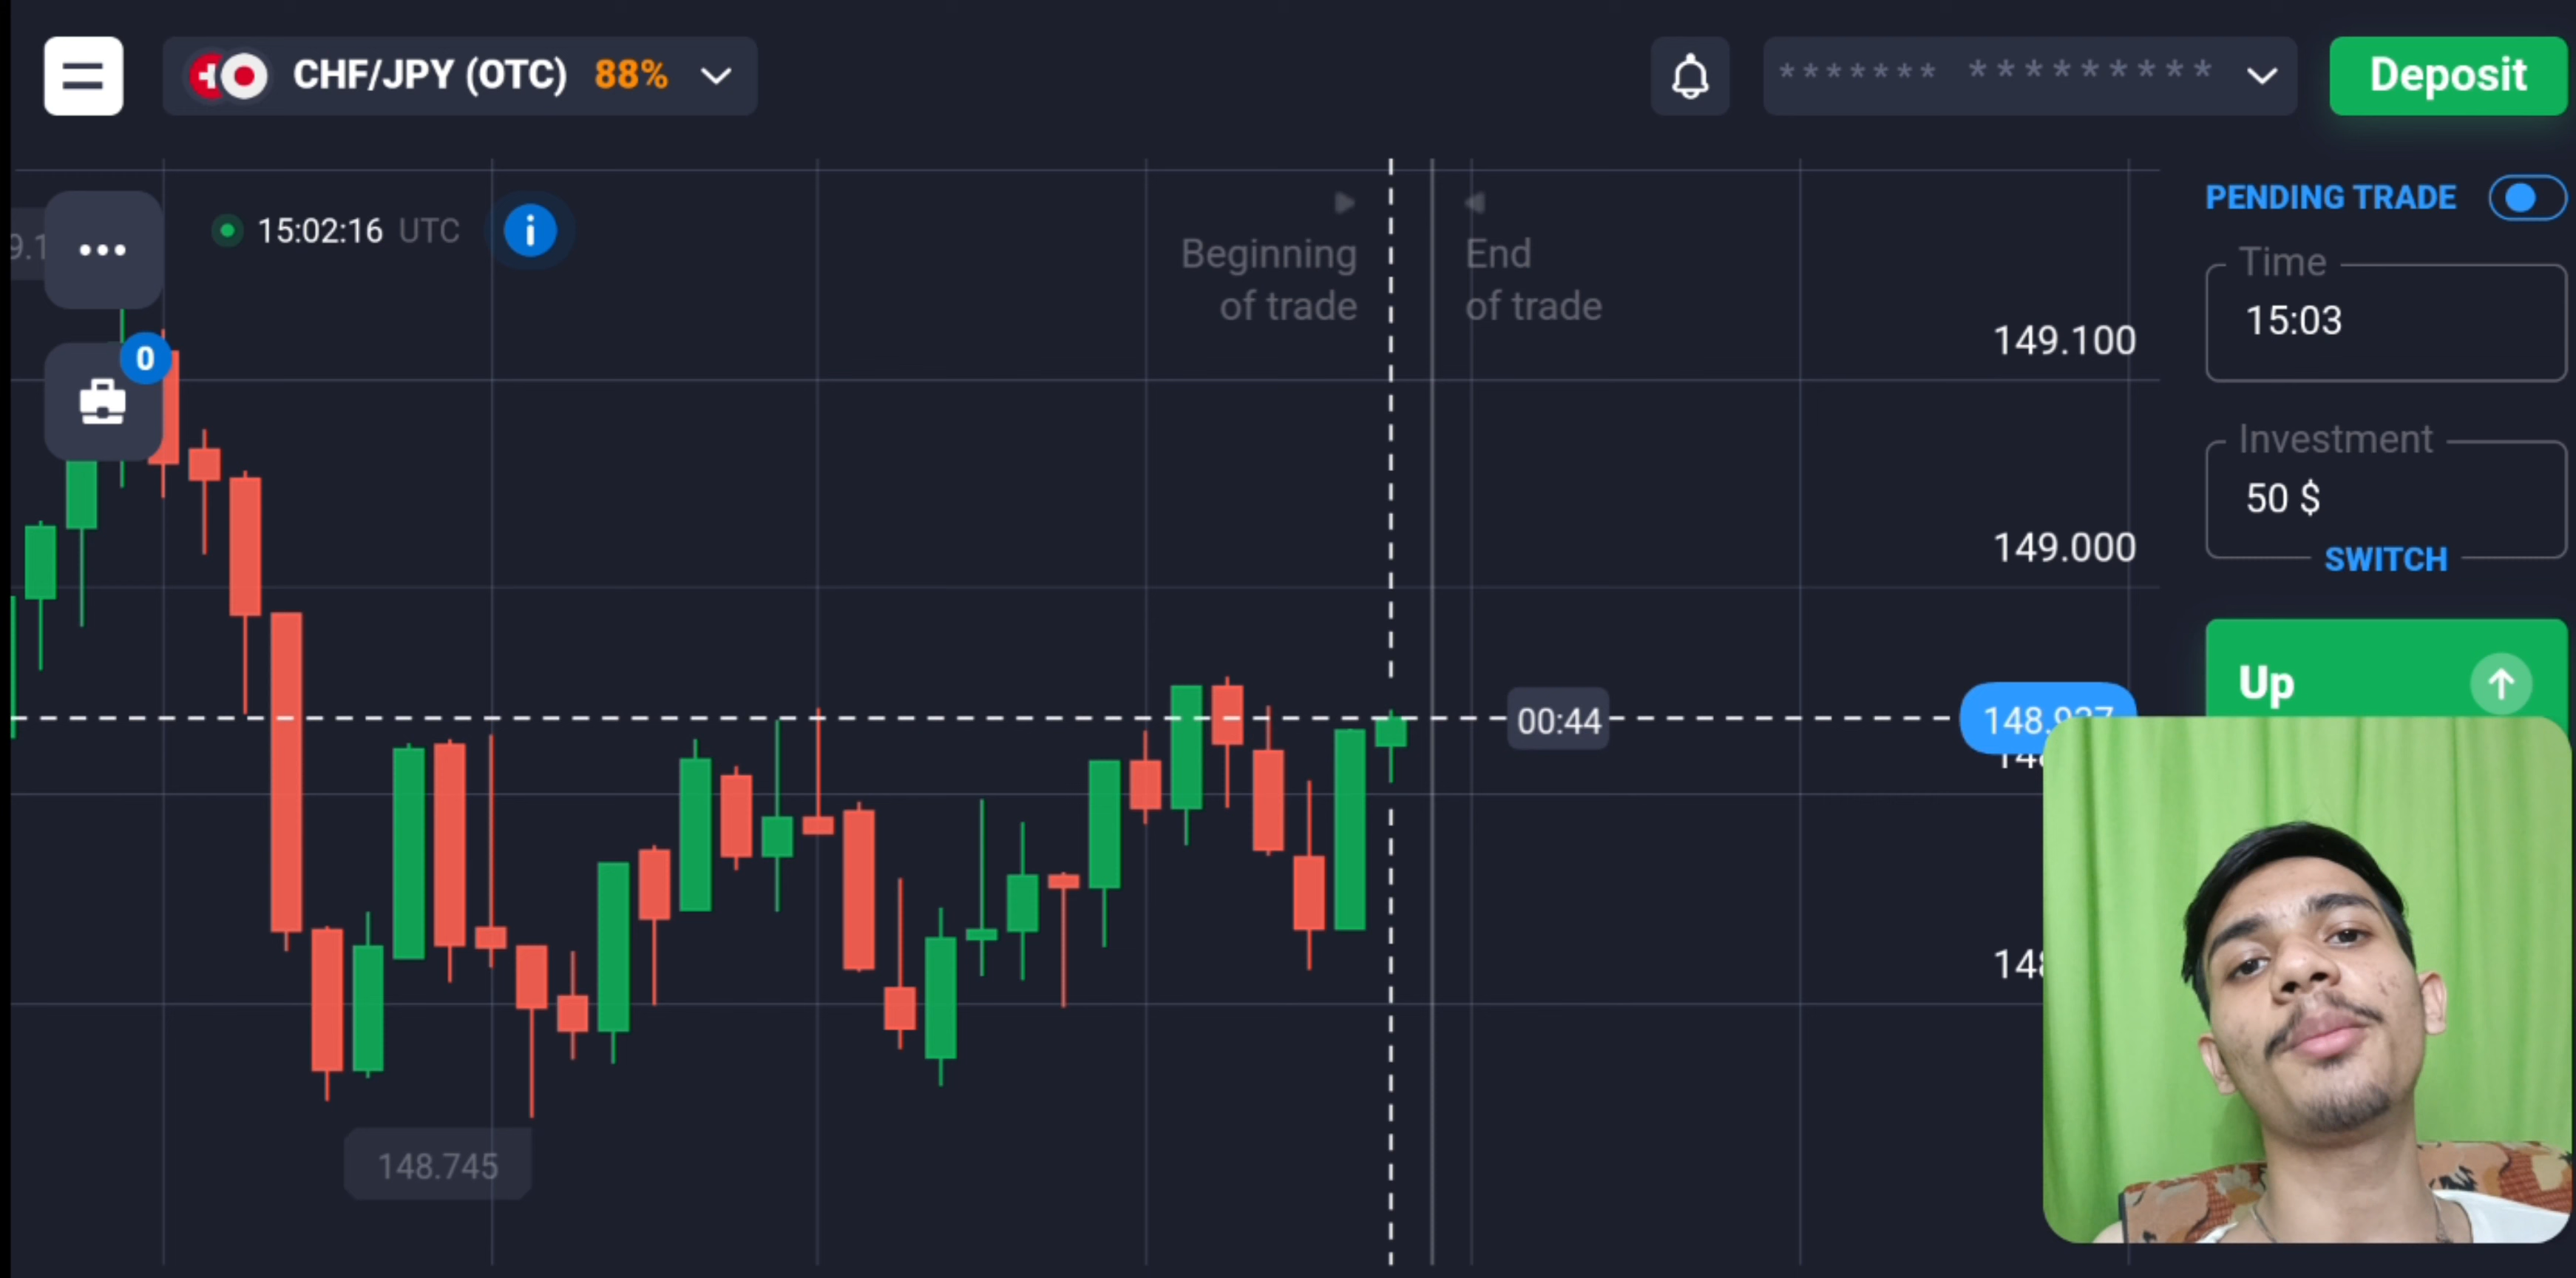 CHF/JPY (OTC) 88%
******* *********
Deposit
15:02:16 UTC
Beginning
of trade
End
of trade
PENDING TRADE
Time
15:03
Investment
50 $
SWITCH
0
149.100
149.000
Up
00:44
148.745